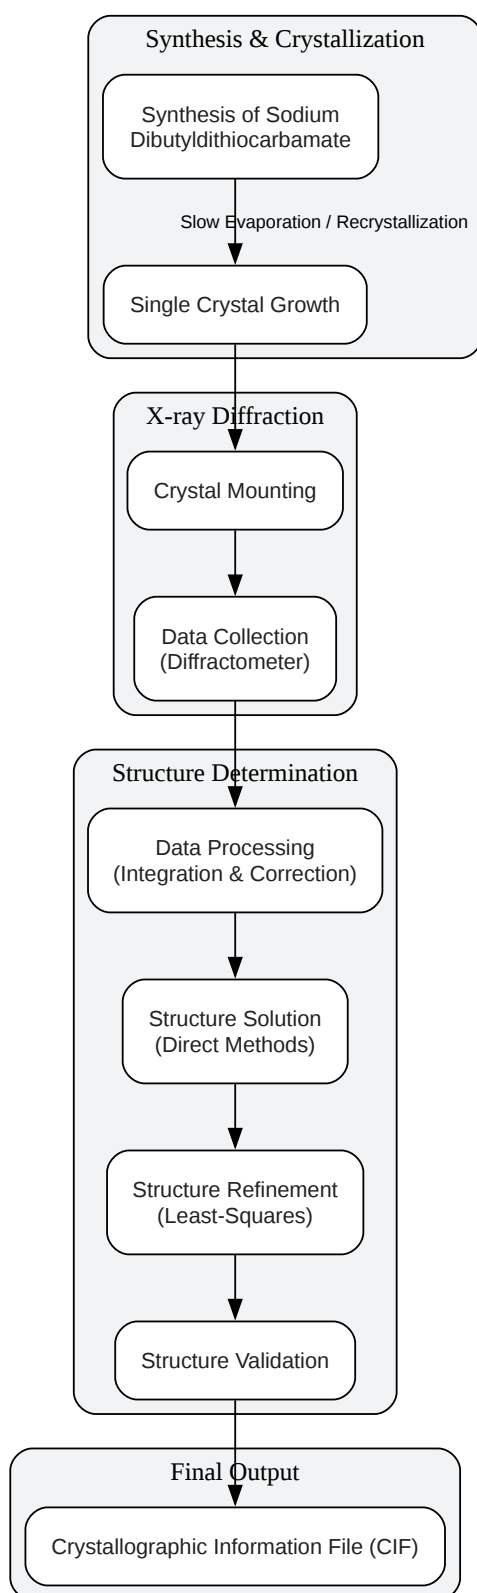 Synthesis & Crystallization
Synthesis of Sodium
Dibutyldithiocarbamate
Slow Evaporation / Recrystallization
Single Crystal Growth
X-ray Diffraction
Crystal Mounting
Data Collection
(Diffractometer)
Structure Determination
Data Processing
(Integration & Correction)
Structure Solution
(Direct Methods)
Structure Refinement
(Least-Squares)
Structure Validation
Final Output
Crystallographic Information File (CIF)